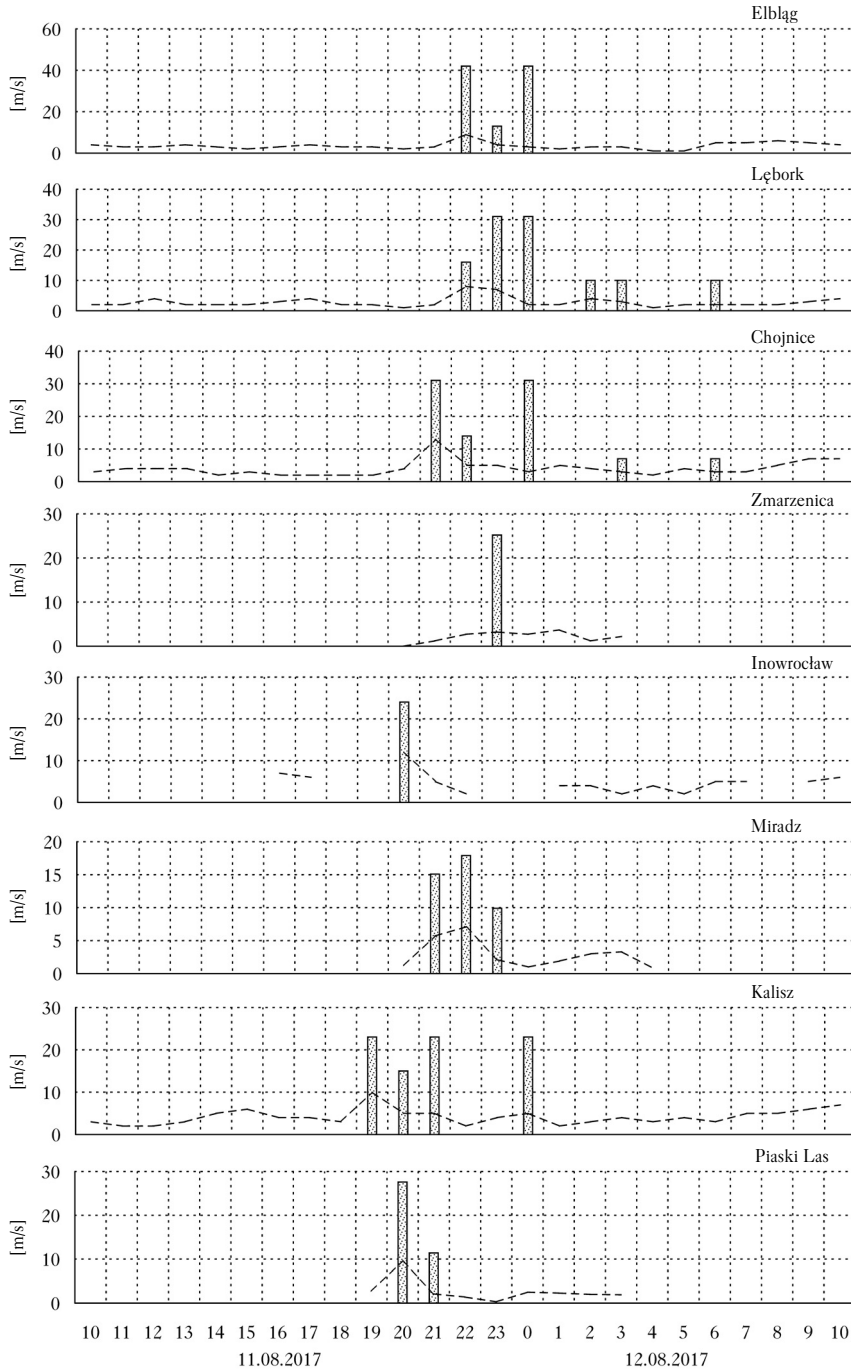 Elbląg
[m/s]
60
40
20
0
Lębork
[m/s]
40
30
20
10
0
Chojnice
[m/s]
40
30
20
10
0
Zmarzenica
[m/s]
30
20
10
0
Inowrocław
[m/s]
30
20
10
0
Miradz
[m/s]
20
15
10
5
0
Kalisz
[m/s]
30
20
10
0
Piaski Las
[m/s]
30
20
10
0
10 11 12 13 14 15 16 17 18 19 20 21 22 23 0 1 2 3 4 5 6 7 8 9 10
11.08.2017 12.08.2017